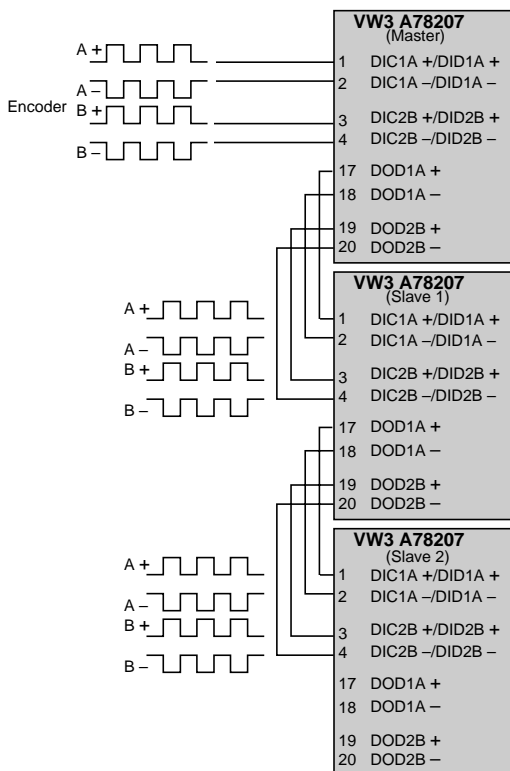 VW3 A78207
(Master)
A +
1 DIC1A +/DID1A +
A –
2 DIC1A –/DID1A –
Encoder
B +
3 DIC2B +/DID2B +
B –
4 DIC2B –/DID2B –
17 DOD1A +
18 DOD1A –
19 DOD2B +
20 DOD2B –
VW3 A78207
(Slave 1)
A +
1 DIC1A +/DID1A +
A –
2 DIC1A –/DID1A –
B +
3 DIC2B +/DID2B +
B –
4 DIC2B –/DID2B –
17 DOD1A +
18 DOD1A –
19 DOD2B +
20 DOD2B –
VW3 A78207
(Slave 2)
A +
1 DIC1A +/DID1A +
A –
2 DIC1A –/DID1A –
B +
3 DIC2B +/DID2B +
B –
4 DIC2B –/DID2B –
17 DOD1A +
18 DOD1A –
19 DOD2B +
20 DOD2B –